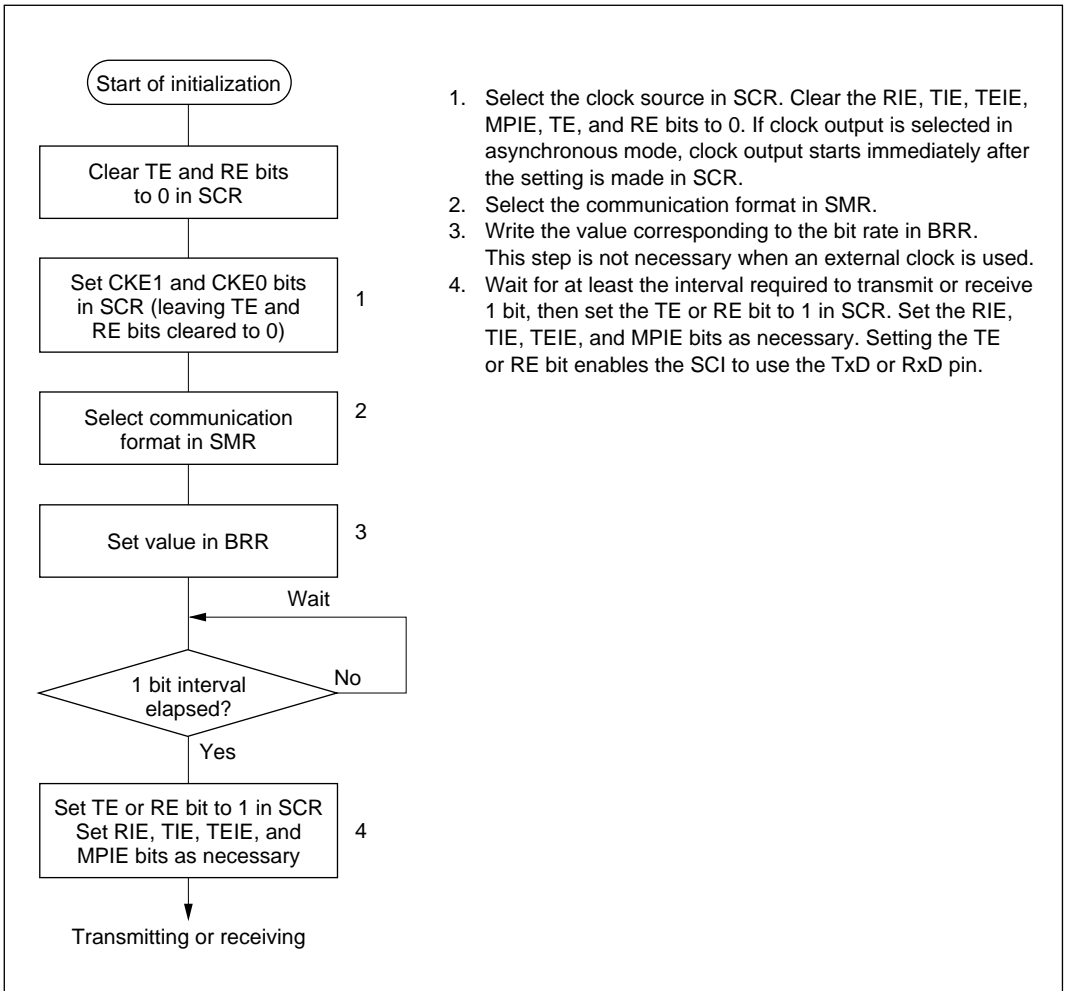 Start of initialization
Clear TE and RE bits
to 0 in SCR
Set CKE1 and CKE0 bits
in SCR (leaving TE and
RE bits cleared to 0)
1
Select communication
format in SMR
2
Set value in BRR
3
Wait
1 bit interval
elapsed?
No
Yes
Set TE or RE bit to 1 in SCR
Set RIE, TIE, TEIE, and
MPIE bits as necessary
4
Transmitting or receiving
1. Select the clock source in SCR. Clear the RIE, TIE, TEIE,
MPIE, TE, and RE bits to 0. If clock output is selected in
asynchronous mode, clock output starts immediately after
the setting is made in SCR.
2. Select the communication format in SMR.
3. Write the value corresponding to the bit rate in BRR.
This step is not necessary when an external clock is used.
4. Wait for at least the interval required to transmit or receive
1 bit, then set the TE or RE bit to 1 in SCR. Set the RIE,
TIE, TEIE, and MPIE bits as necessary. Setting the TE
or RE bit enables the SCI to use the TxD or RxD pin.